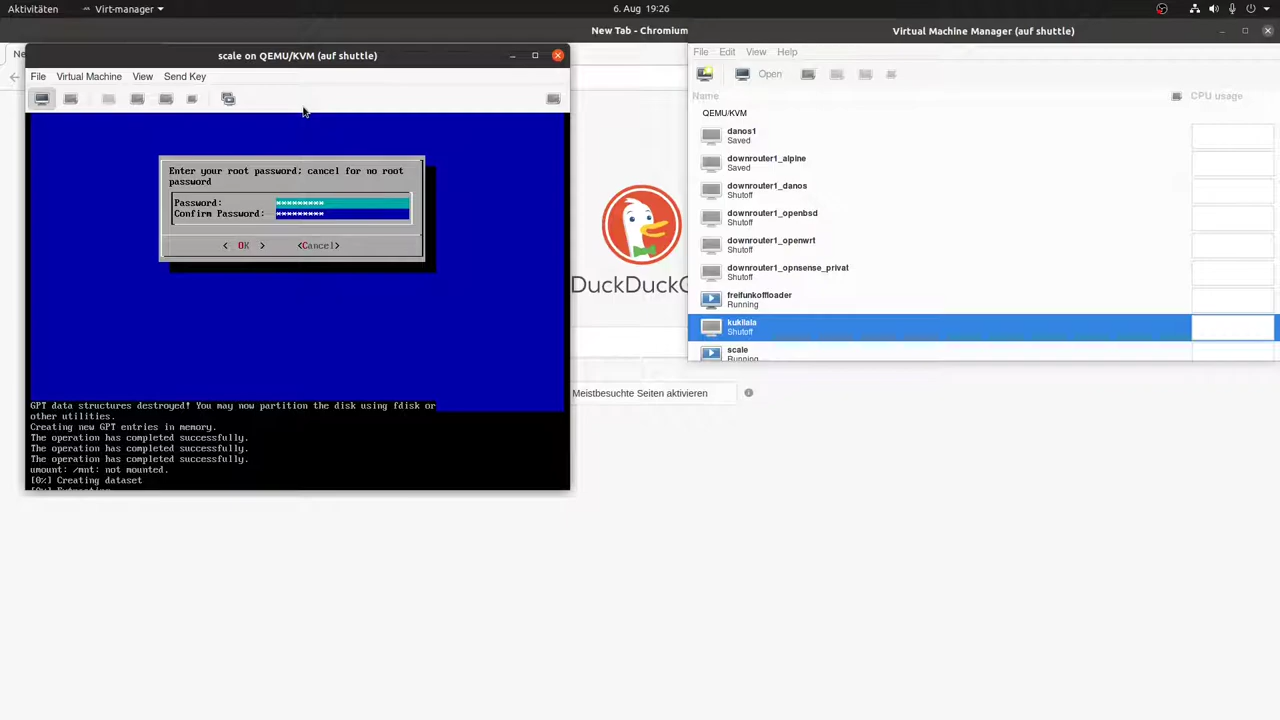 Aktivitäten
Virt-manager
6. Aug 19:26
New Tab - Chromium
scale on QEMU/KVM (auf shuttle)
File Virtual Machine View Send Key
Enter your root password; cancel for no root
password
Password: *********
Confirm Password: *********
< OK > <Cancel>
GPT data structures destroyed! You may now partition the disk using fdisk or
other utilities.
Creating new GPT entries in memory.
The operation has completed successfully.
The operation has completed successfully.
The operation has completed successfully.
umount: /mnt: not mounted.
[0%] Creating dataset
[0%] Extracting
DuckDuckG
Meistbesuchte Seiten aktivieren
Virtual Machine Manager (auf shuttle)
File Edit View Help
Open
Name CPU usage
QEMU/KVM
danos1
Saved
downrouter1_alpine
Saved
downrouter1_danos
Shutoff
downrouter1_openbsd
Shutoff
downrouter1_openwrt
Shutoff
downrouter1_opnsense_privat
Shutoff
freifunkoffloader
Running
kukilala
Shutoff
scale
Running